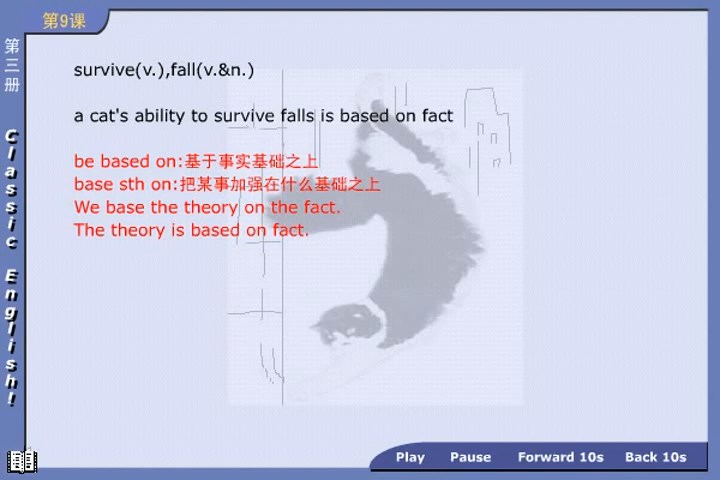 第9课
第三册
Classic English!
survive(v.),fall(v.&n.)
a cat's ability to survive falls is based on fact
be based on:基于事实基础之上
base sth on:把某事加强在什么基础之上
We base the theory on the fact.
The theory is based on fact.
Play Pause Forward 10s Back 10s